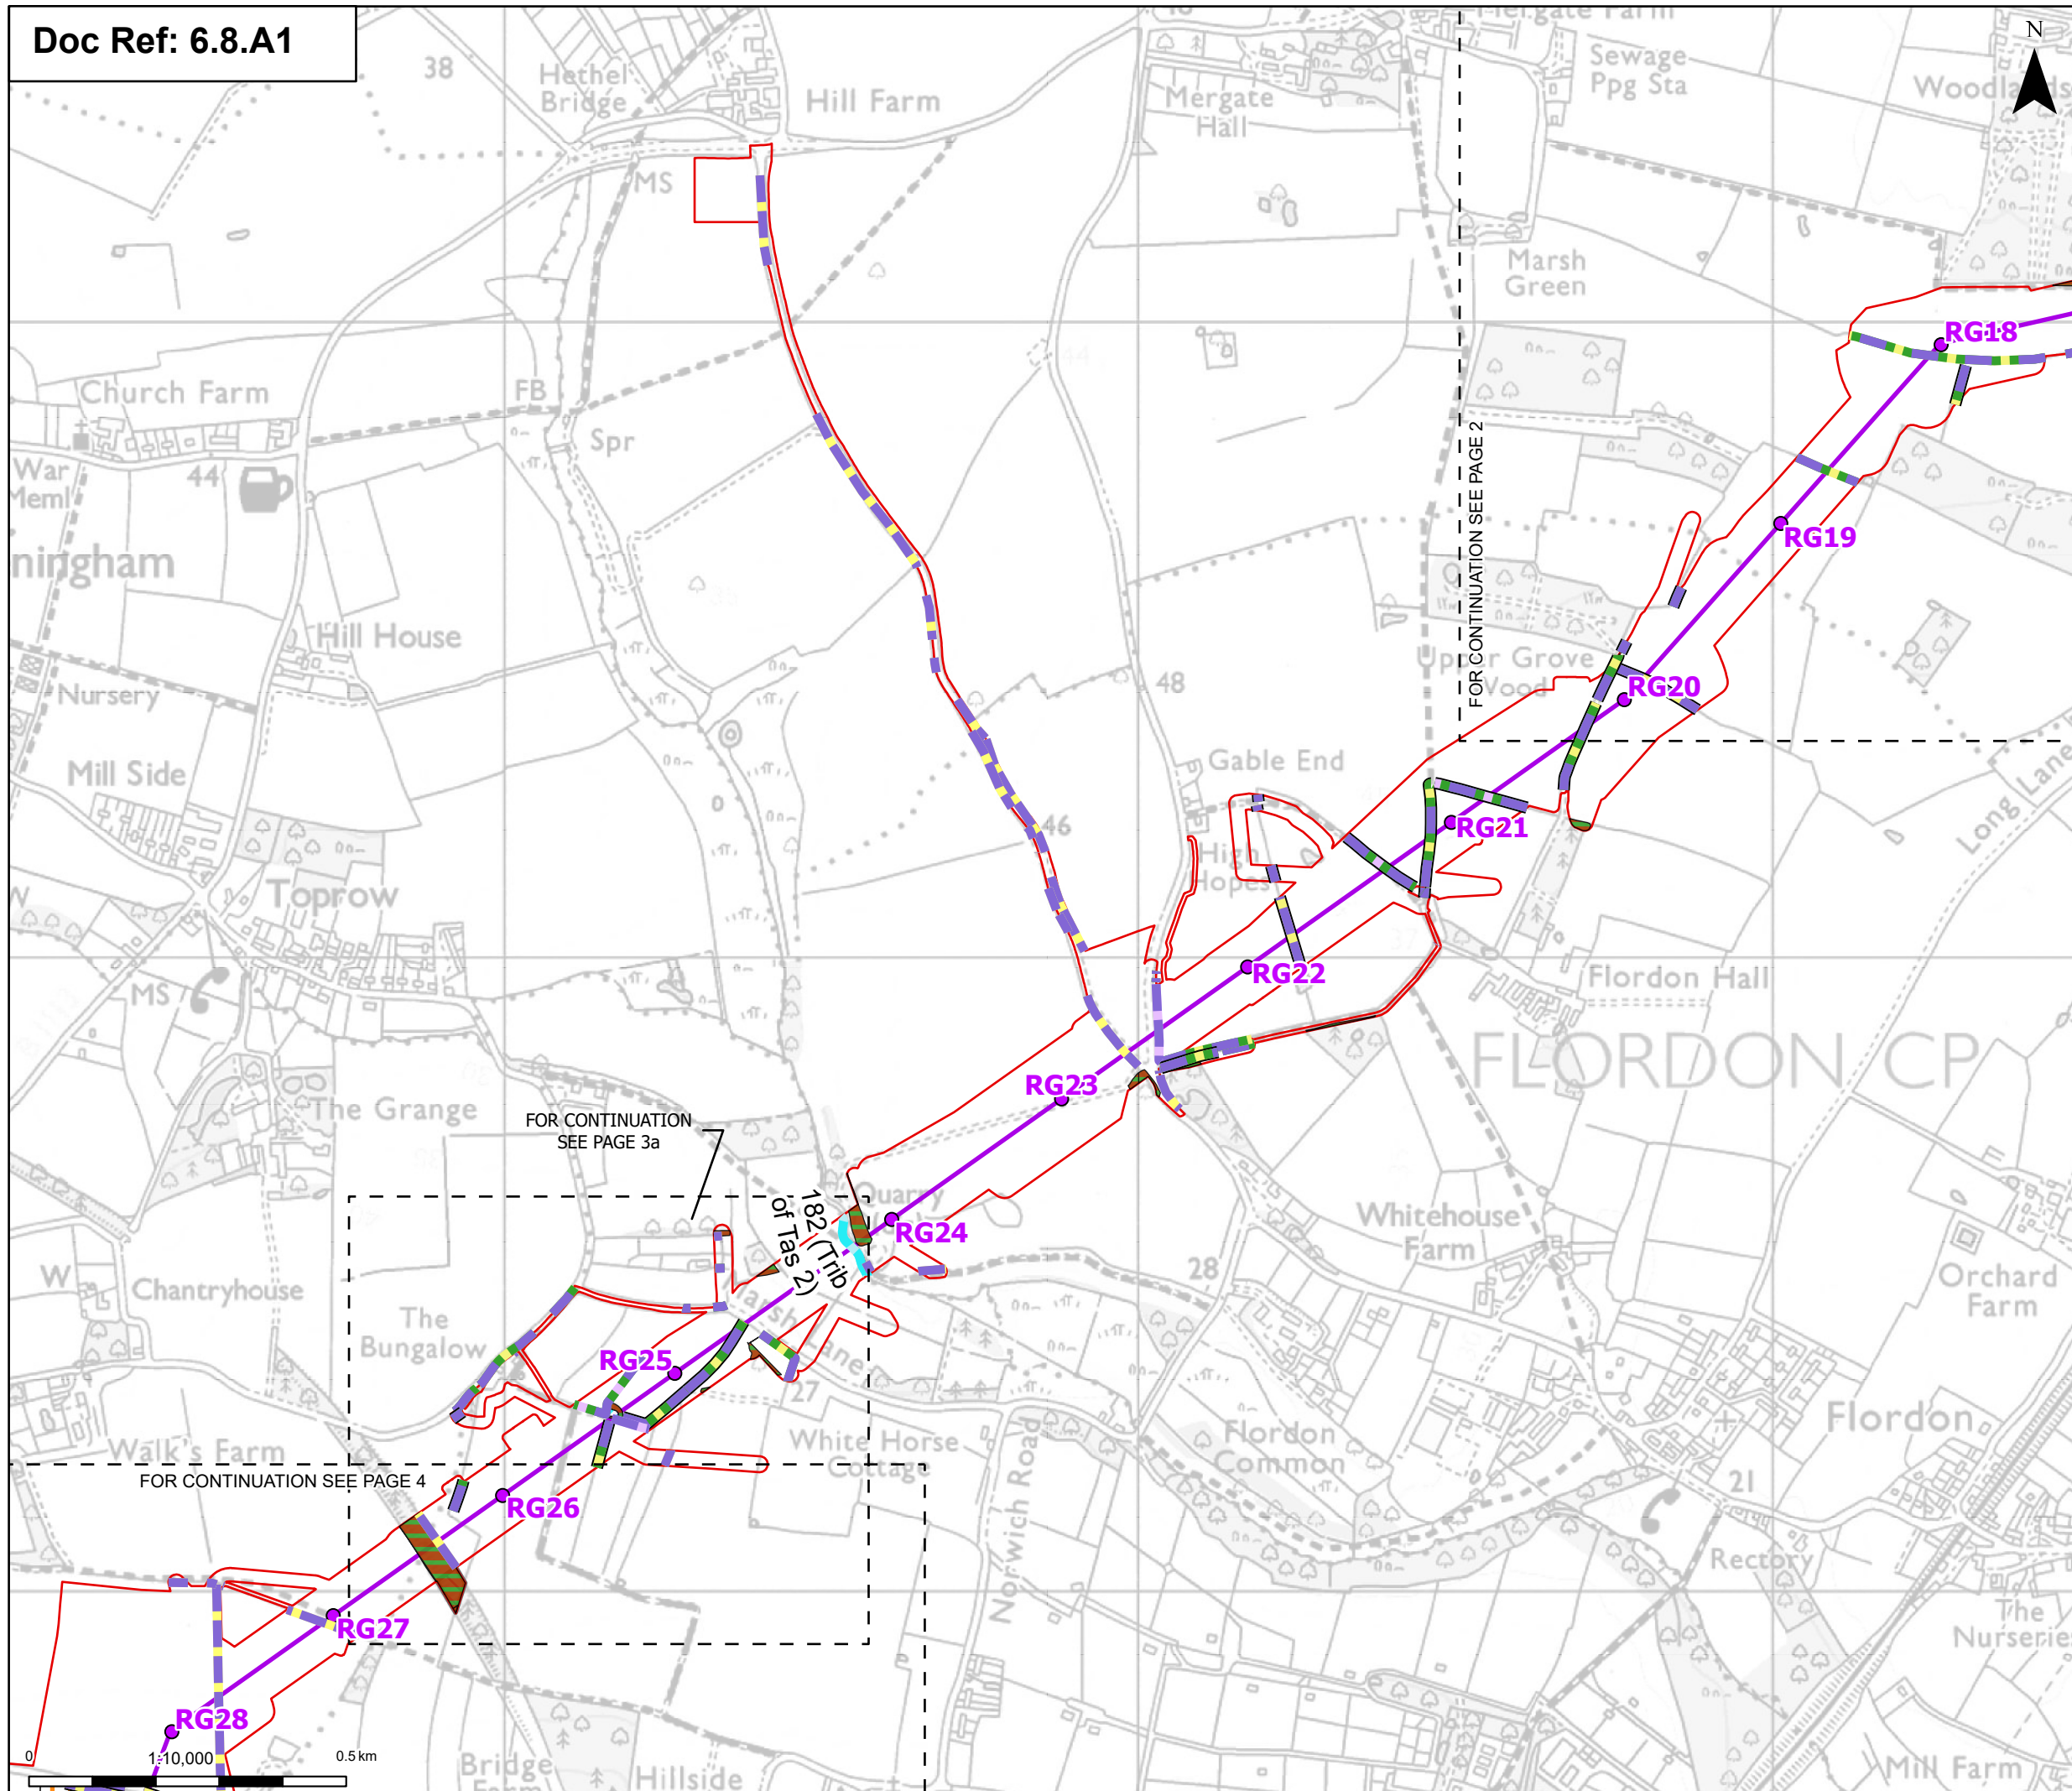 Doc Ref: 6.8.A1
Mergate Farm
N
38
Hethel
Bridge
Hill Farm
Mergate
Hall
Sewage
Ppg Sta
MS
Marsh
Green
RG18
Church Farm
FB
Spr
War
Meml
44
FOR CONTINUATION SEE PAGE 2
RG19
ningham
Hill House
Upper Grove
Wood
RG20
48
Nursery
Gable End
Mill Side
46
RG21
Long Lane
High
Hopes
Toprow
W
MS
RG22
Flordon Hall
FLORDON CP
RG23
The Grange
FOR CONTINUATION
SEE PAGE 3a
182 (Trib
of Tas 2)
Quarry
RG24
Whitehouse
Farm
W
Chantryhouse
28
Orchard
Farm
The
Bungalow
Marsh Lane
RG25
27
Flordon
Walk's Farm
White Horse
Cottage
Flordon
Common
FOR CONTINUATION SEE PAGE 4
21
RG26
Norwich Road
Rectory
RG27
The
Nurserie
RG28
0
1:10,000
0.5 km
Bridge
Farm
Hillside
Mill Farm